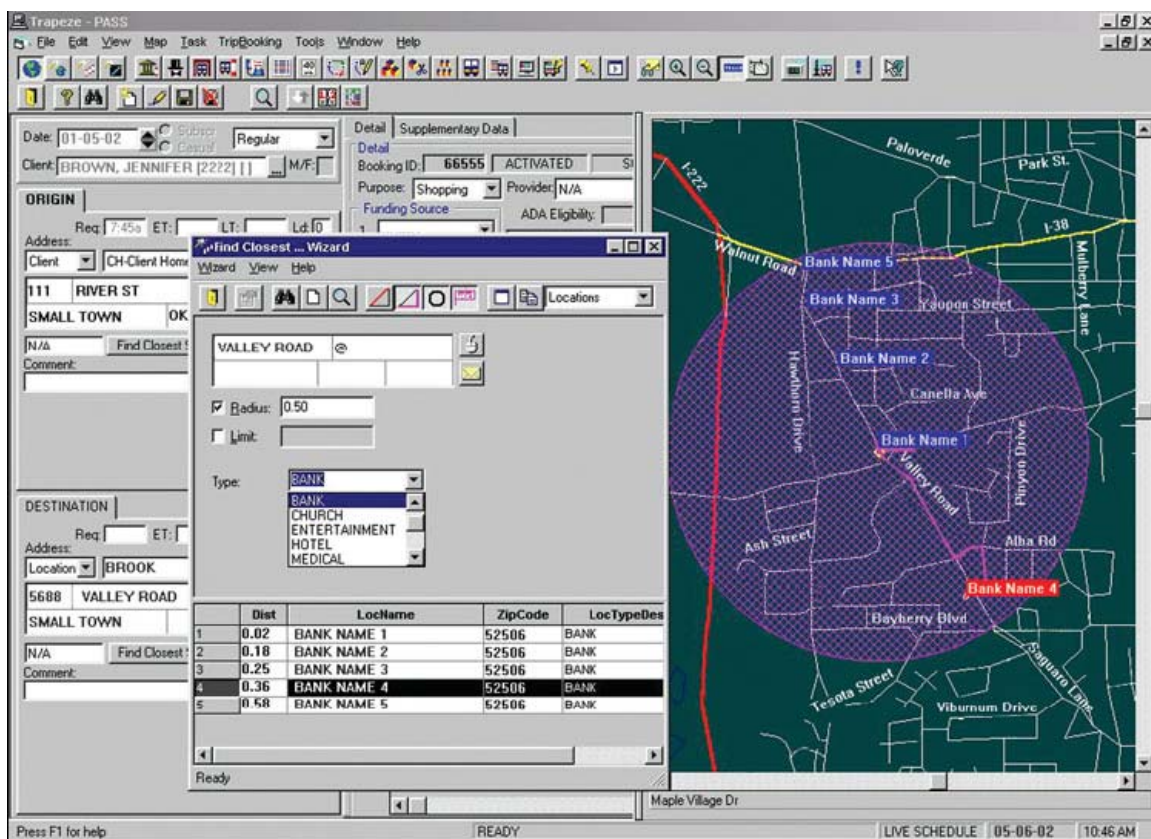 Trapeze - PASS
File Edit View Map Task TripBooking Tools Window Help
Date: 01-05-02 Subscr Casual Regular
Client: BROWN, JENNIFER [2222] [ ] ... M/F:
ORIGIN
Req: 7:45a ET: LT: Ld: 0
Address:
Client CH-Client Home
111 RIVER ST
SMALL TOWN OK
N/A Find Closest
Comment:
DESTINATION
Req: ET:
Address:
Location BROOK
5688 VALLEY ROAD
SMALL TOWN
N/A Find Closest
Comment:
Detail Supplementary Data
Detail
Booking ID: 66555 ACTIVATED
Purpose: Shopping Provider: N/A
Funding Source ADA Eligibility:
1
Find Closest ... Wizard
Wizard View Help
Locations
VALLEY ROAD @
Radius: 0.50
Limit:
Type: BANK
BANK
CHURCH
ENTERTAINMENT
HOTEL
MEDICAL
Dist LocName ZipCode LocTypeDes
1 0.02 BANK NAME 1 52506 BANK
2 0.18 BANK NAME 2 52506 BANK
3 0.25 BANK NAME 3 52506 BANK
4 0.36 BANK NAME 4 52506 BANK
5 0.58 BANK NAME 5 52506 BANK
Ready
Paloverde
Park St.
I-222
I-38
Walnut Road
Mulberry Lane
Bank Name 5
Bank Name 3
Yaupon Street
Bank Name 2
Hawthorn Drive
Canella Ave
Bank Name 1
Valley Road
Pinyon Drive
Ash Street
Alba Rd
Bank Name 4
Bayberry Blvd
Saguaro Lane
Tesota Street
Viburnum Drive
Maple Village Dr
Press F1 for help READY LIVE SCHEDULE 05-06-02 10:46 AM